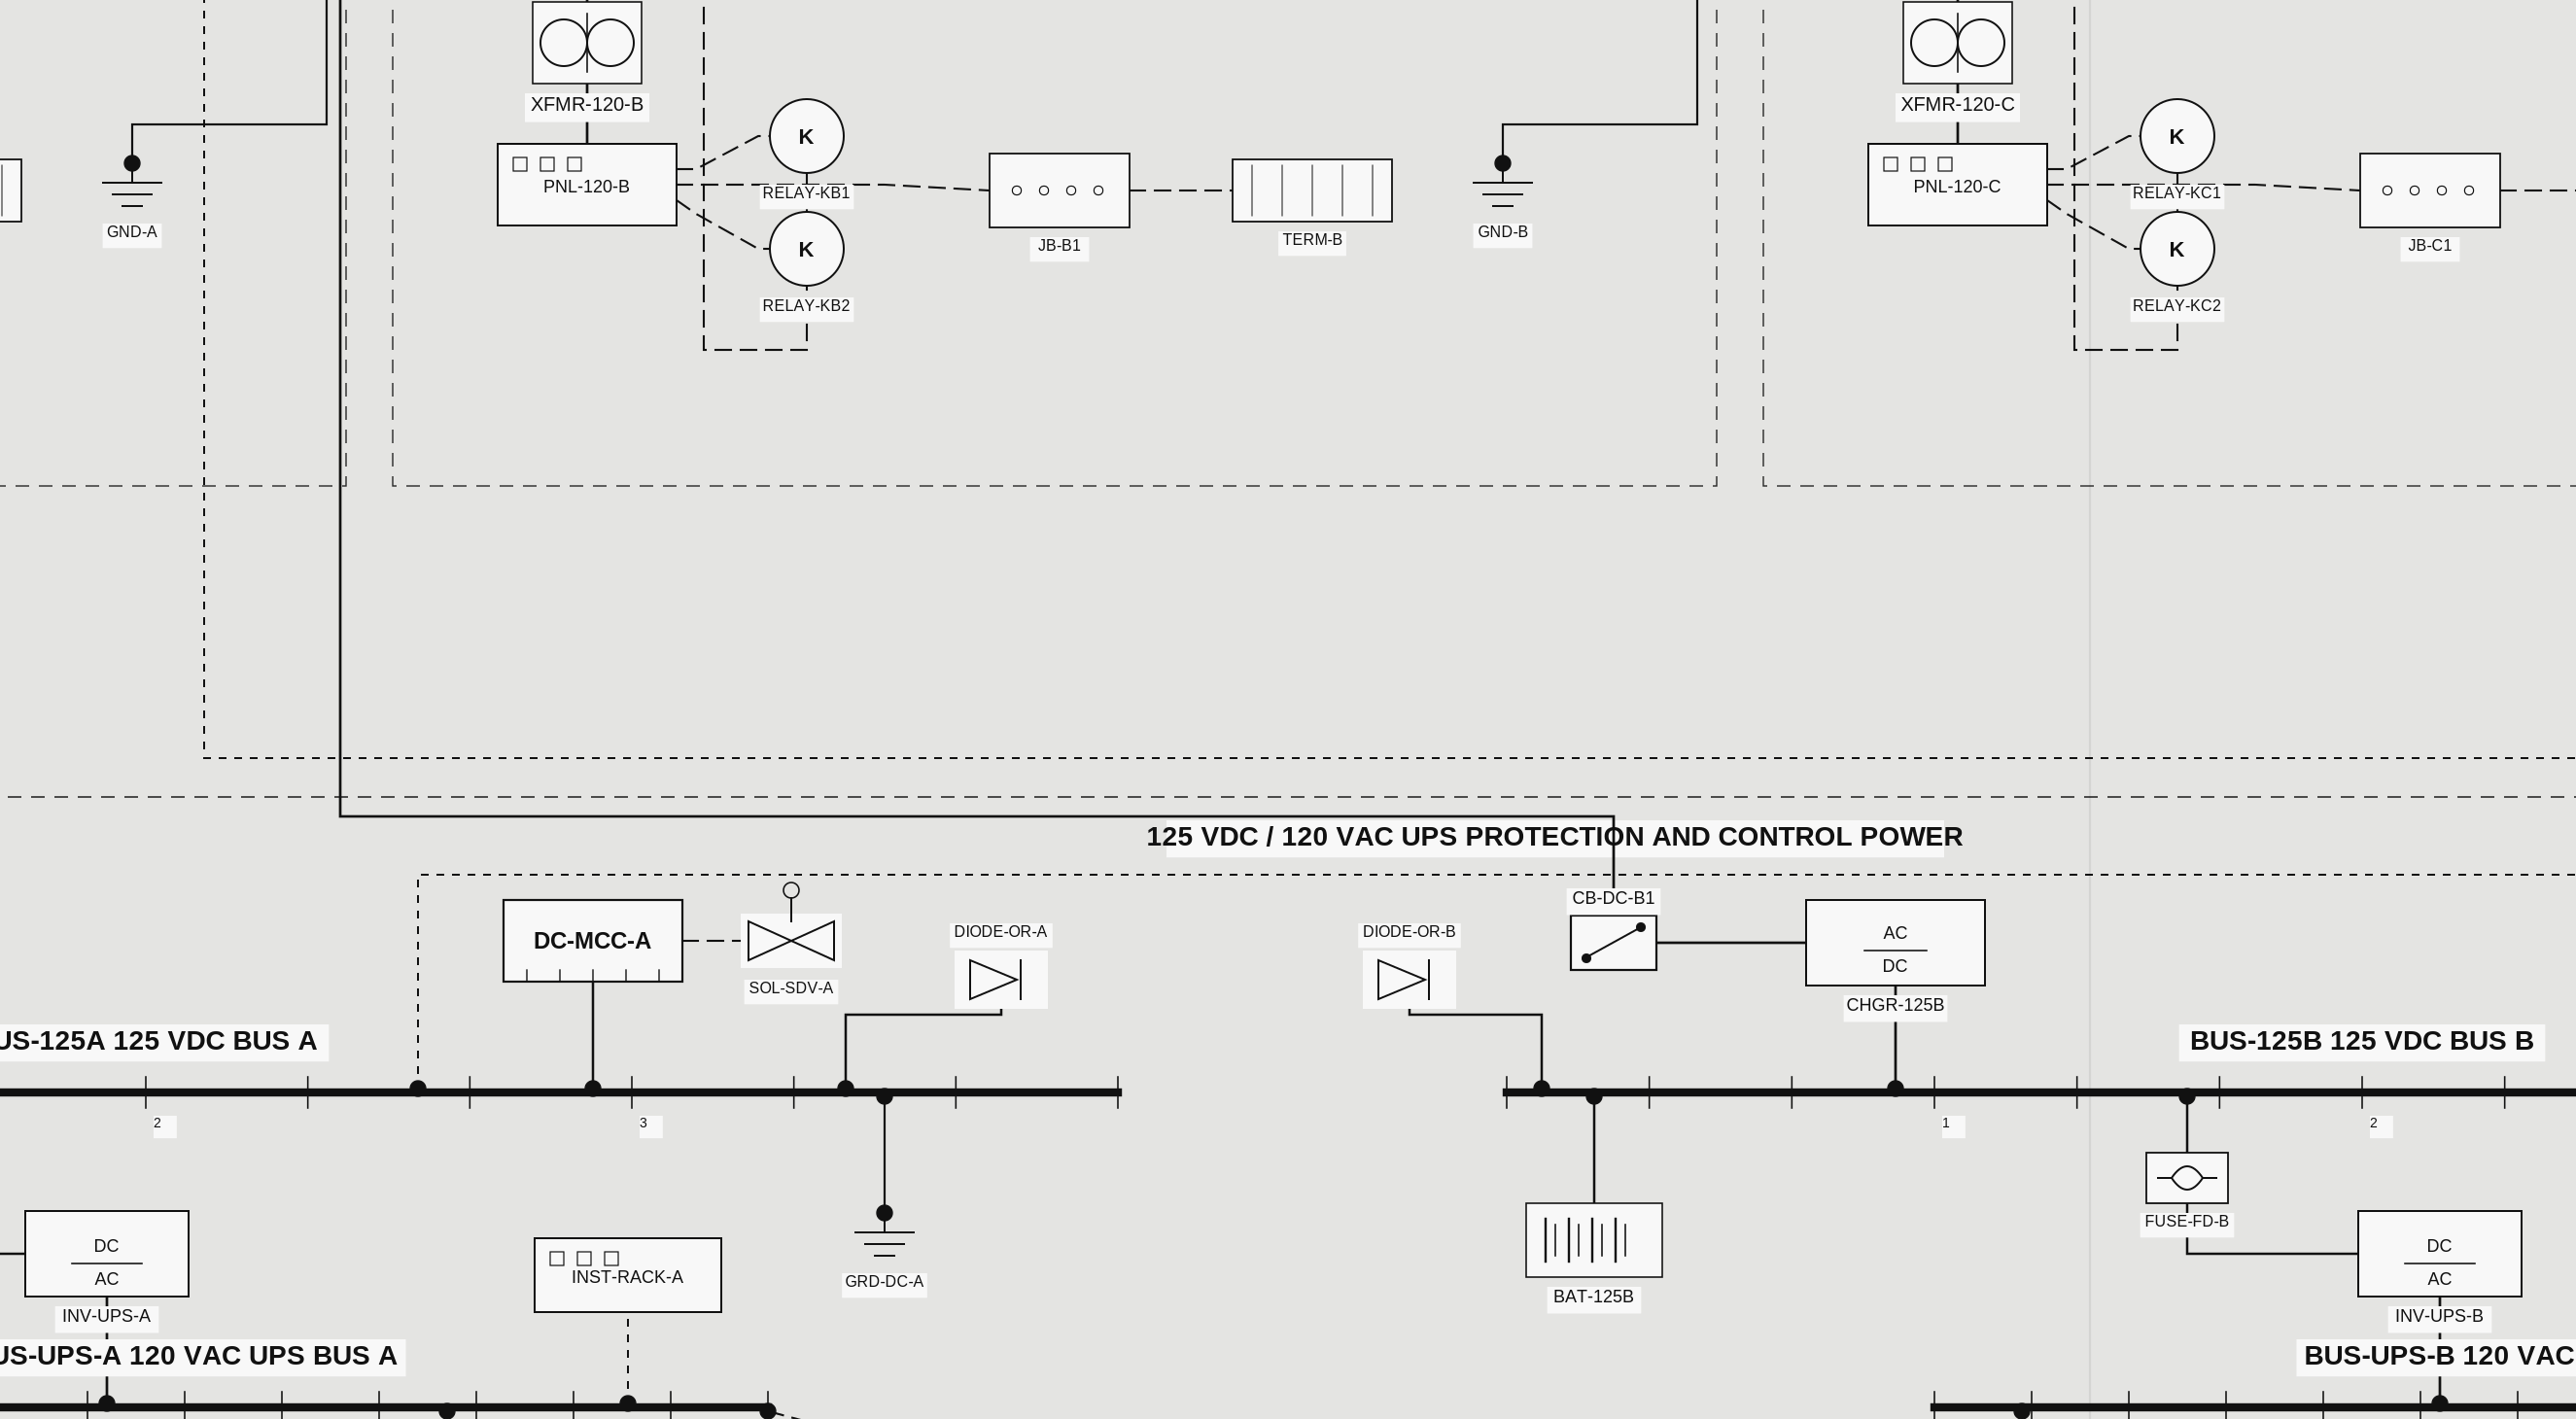 XFMR-120-B
XFMR-120-C
K
K
PNL-120-B
RELAY-KB1
PNL-120-C
RELAY-KC1
GND-A
K
JB-B1
TERM-B
GND-B
K
JB-C1
RELAY-KB2
RELAY-KC2
125 VDC / 120 VAC UPS PROTECTION AND CONTROL POWER
CB-DC-B1
DC-MCC-A
DIODE-OR-A
DIODE-OR-B
AC
DC
SOL-SDV-A
CHGR-125B
US-125A 125 VDC BUS A
BUS-125B 125 VDC BUS B
2
3
1
2
FUSE-FD-B
DC
AC
INST-RACK-A
GRD-DC-A
BAT-125B
DC
AC
INV-UPS-A
INV-UPS-B
US-UPS-A 120 VAC UPS BUS A
BUS-UPS-B 120 VAC